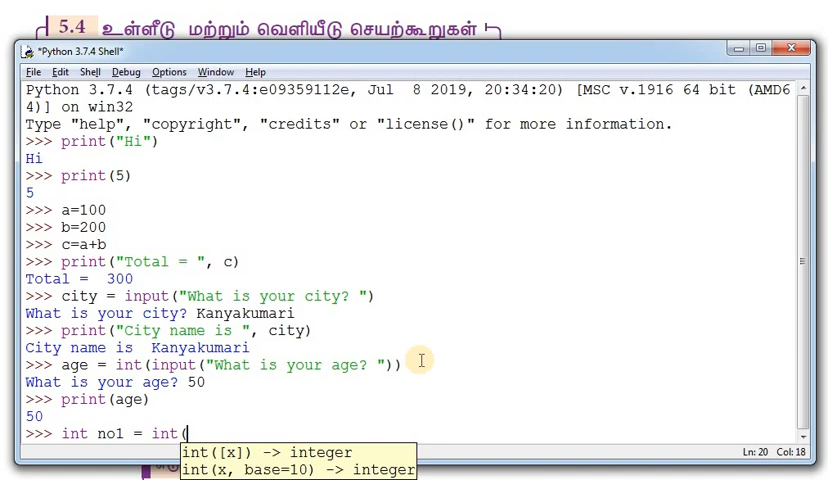 5.4 உள்ளீடு மற்றும் வெளியீடு செயற்கூறுகள்
*Python 3.7.4 Shell*
File Edit Shell Debug Options Window Help
Python 3.7.4 (tags/v3.7.4:e09359112e, Jul  8 2019, 20:34:20) [MSC v.1916 64 bit (AMD6
4)] on win32
Type "help", "copyright", "credits" or "license()" for more information.
>>> print("Hi")
Hi
>>> print(5)
5
>>> a=100
>>> b=200
>>> c=a+b
>>> print("Total = ", c)
Total =  300
>>> city = input("What is your city? ")
What is your city? Kanyakumari
>>> print("City name is ", city)
City name is  Kanyakumari
>>> age = int(input("What is your age? "))
What is your age? 50
>>> print(age)
50
>>> int no1 = int(
int([x]) -> integer
int(x, base=10) -> integer
Ln: 20 Col: 18